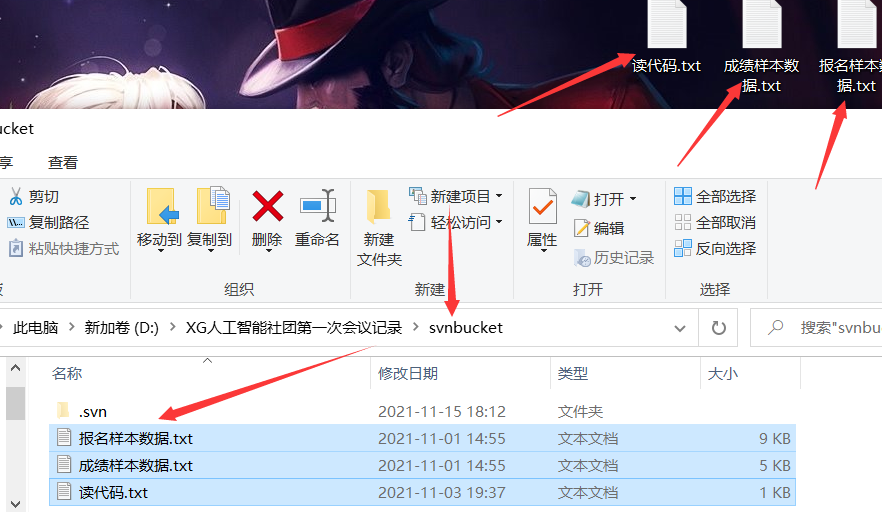 读代码.txt
成绩样本数
据.txt
报名样本数
据.txt
ucket
享 查看
剪切
复制路径
粘贴快捷方式
移动到 复制到 删除 重命名
新建
文件夹
新建项目
轻松访问
属性
打开
编辑
历史记录
全部选择
全部取消
反向选择
组织 新建 打开 选择
此电脑 新加卷 (D:) XG人工智能社团第一次会议记录 svnbucket
搜索"svnbu
名称 修改日期 类型 大小
.svn 2021-11-15 18:12 文件夹
报名样本数据.txt 2021-11-01 14:55 文本文档 9 KB
成绩样本数据.txt 2021-11-01 14:55 文本文档 5 KB
读代码.txt 2021-11-03 19:37 文本文档 1 KB